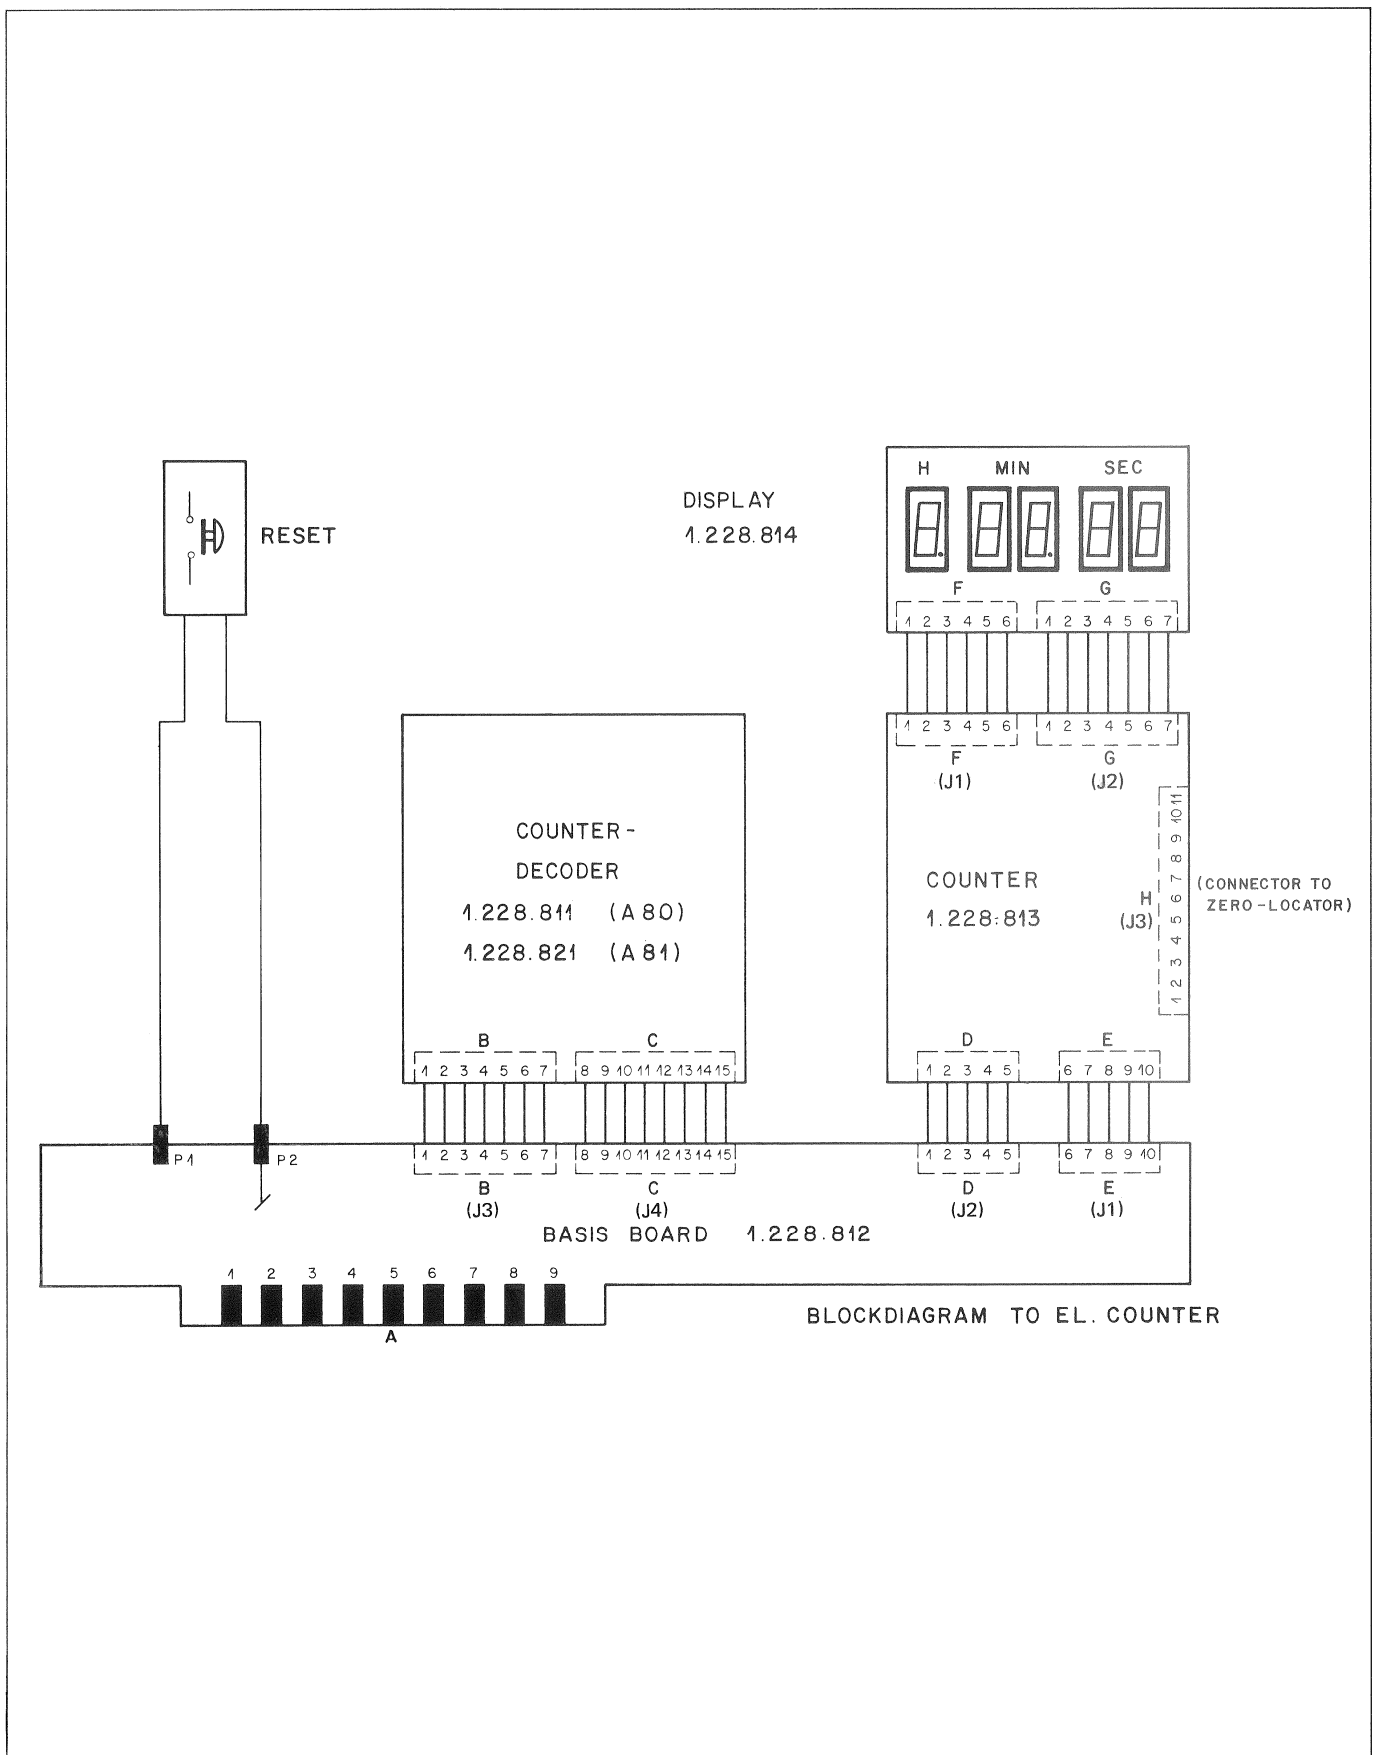 H MIN SEC
DISPLAY
1.228.814
RESET
F G
1 2 3 4 5 6 1 2 3 4 5 6 7
1 2 3 4 5 6 1 2 3 4 5 6 7
F G
(J1) (J2)
COUNTER-
DECODER
1.228.811 (A80)
1.228.821 (A81)
COUNTER
1.228.813
H
(J3)
1 2 3 4 5 6 7 8 9 10 11
(CONNECTOR TO
ZERO-LOCATOR)
B C D E
1 2 3 4 5 6 7 8 9 10 11 12 13 14 15 1 2 3 4 5 6 7 8 9 10
P1 P2 1 2 3 4 5 6 7 8 9 10 11 12 13 14 15 1 2 3 4 5 6 7 8 9 10
B C D E
(J3) (J4) (J2) (J1)
BASIS BOARD 1.228.812
1 2 3 4 5 6 7 8 9
A
BLOCKDIAGRAM TO EL. COUNTER